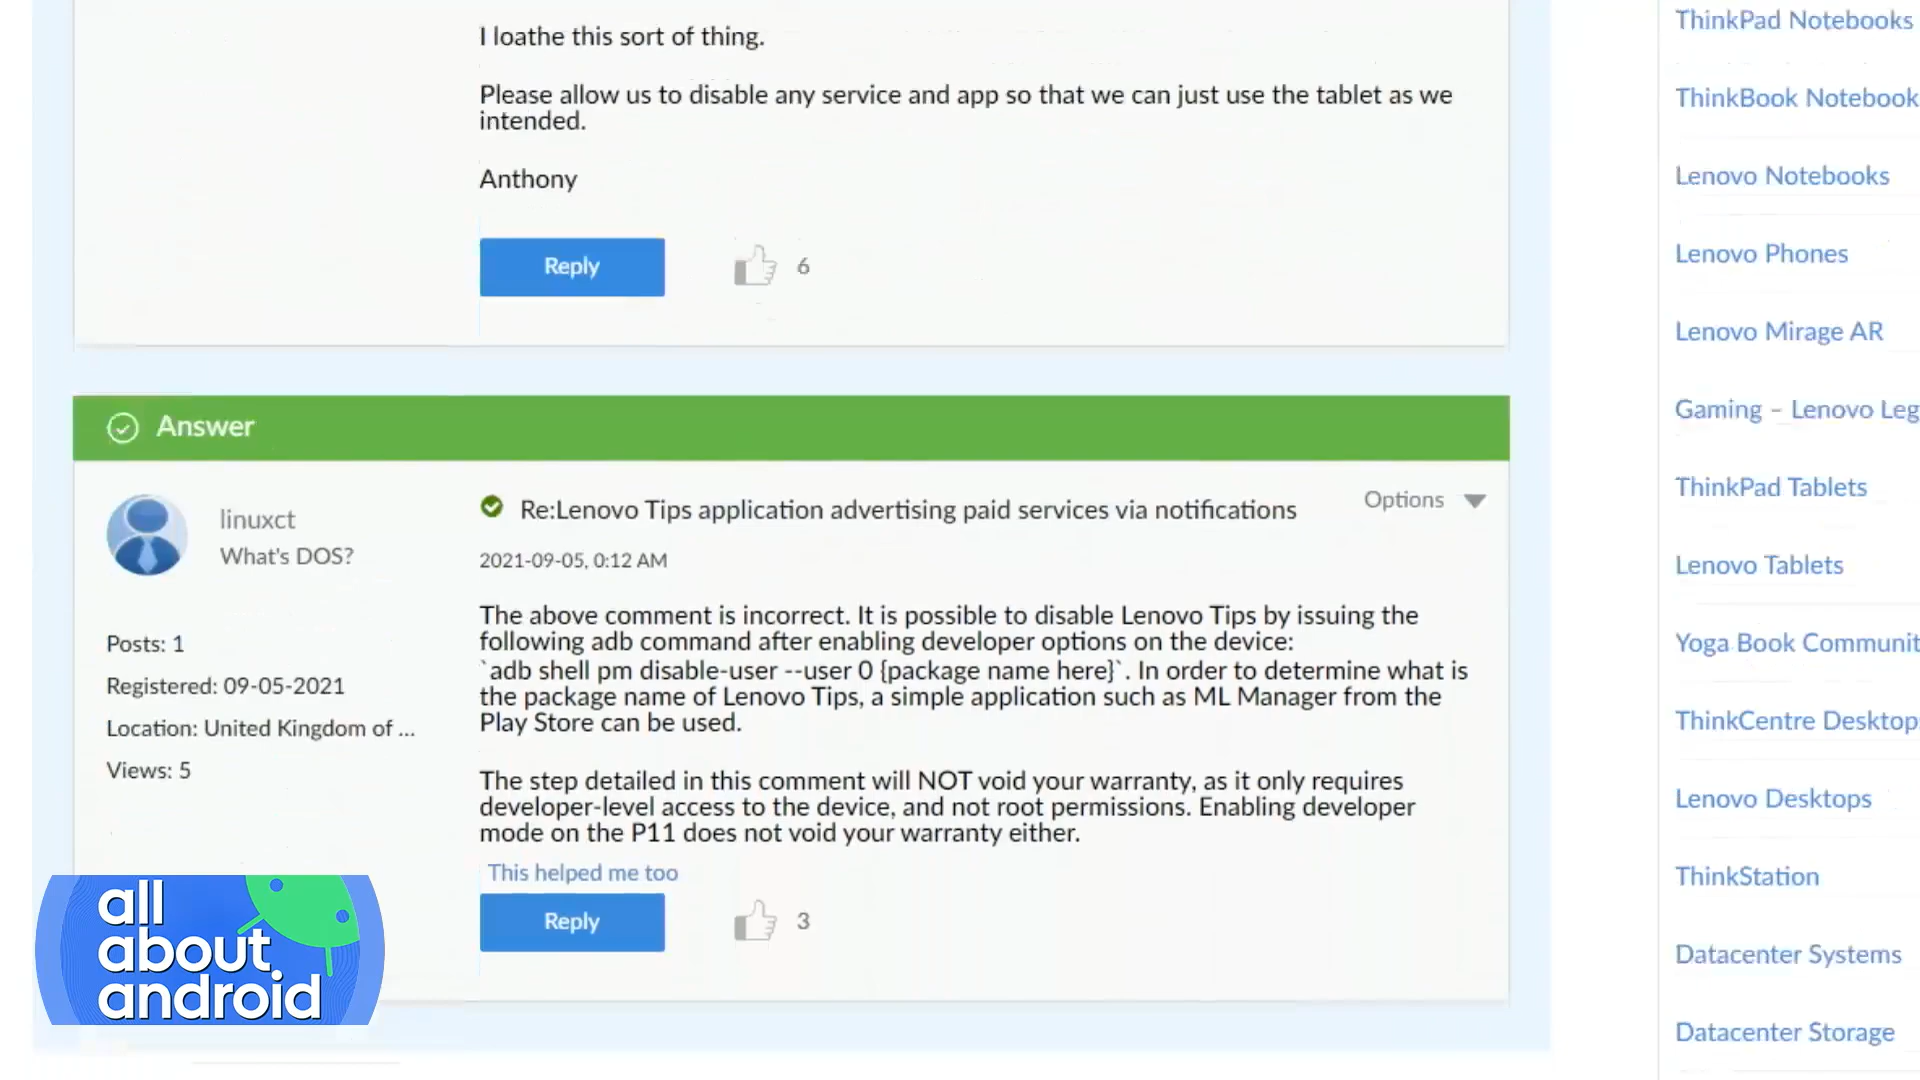 I loathe this sort of thing.
Please allow us to disable any service and app so that we can just use the tablet as we
intended.
Anthony
Reply
6
Answer
linuxct
What's DOS?
Posts: 1
Registered: 09-05-2021
Location: United Kingdom of ...
Views: 5
Re:Lenovo Tips application advertising paid services via notifications
Options
2021-09-05, 0:12 AM
The above comment is incorrect. It is possible to disable Lenovo Tips by issuing the
following adb command after enabling developer options on the device:
`adb shell pm disable-user --user 0 {package name here}`. In order to determine what is
the package name of Lenovo Tips, a simple application such as ML Manager from the
Play Store can be used.
The step detailed in this comment will NOT void your warranty, as it only requires
developer-level access to the device, and not root permissions. Enabling developer
mode on the P11 does not void your warranty either.
This helped me too
Reply
3
all
about
android
ThinkPad Notebooks
ThinkBook Notebook
Lenovo Notebooks
Lenovo Phones
Lenovo Mirage AR
Gaming – Lenovo Leg
ThinkPad Tablets
Lenovo Tablets
Yoga Book Communit
ThinkCentre Desktop
Lenovo Desktops
ThinkStation
Datacenter Systems
Datacenter Storage